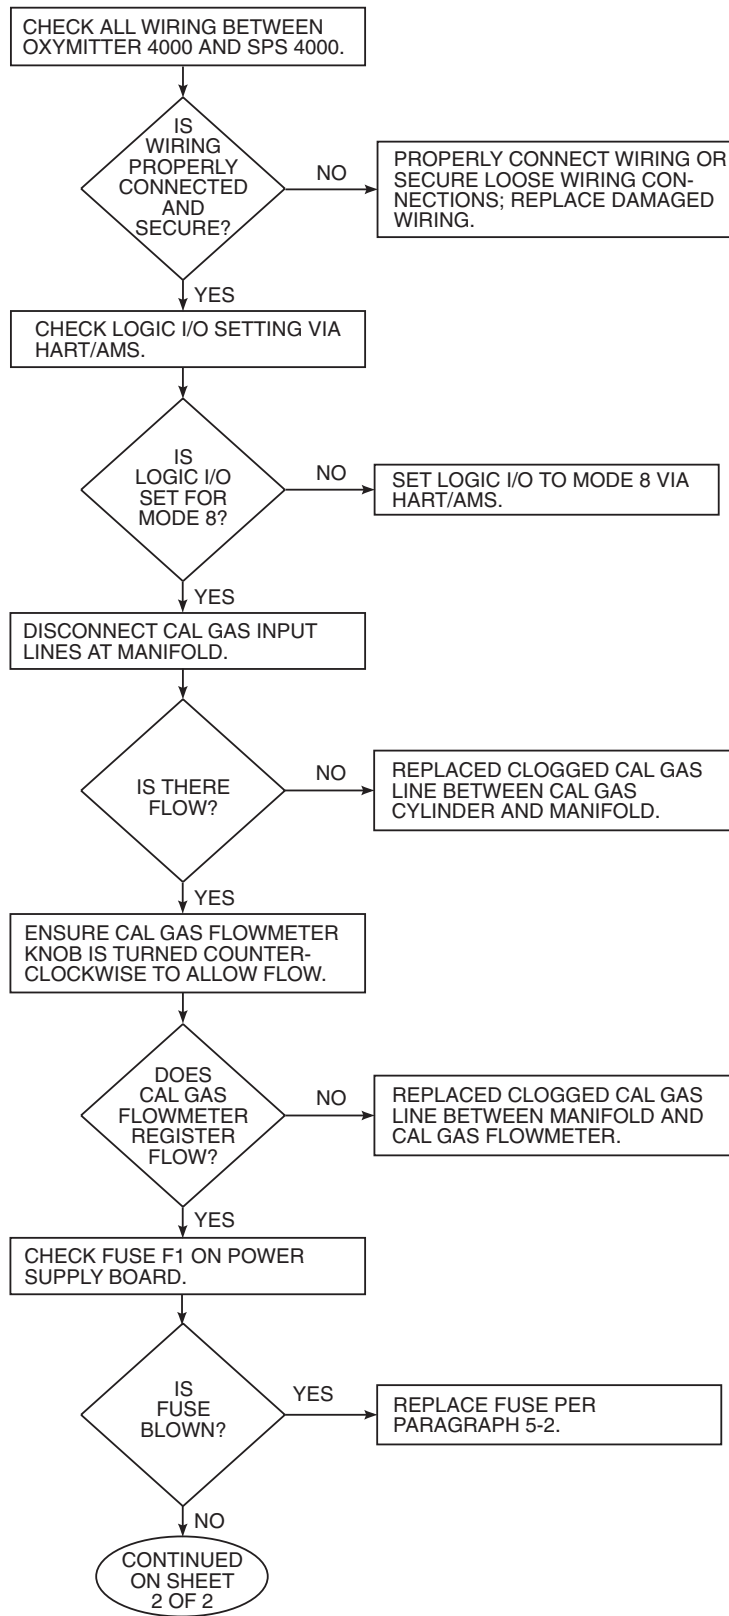 CHECK ALL WIRING BETWEEN
OXYMITTER 4000 AND SPS 4000.
IS
WIRING
PROPERLY
CONNECTED
AND
SECURE?
NO
PROPERLY CONNECT WIRING OR
SECURE LOOSE WIRING CON-
NECTIONS; REPLACE DAMAGED
WIRING.
YES
CHECK LOGIC I/O SETTING VIA
HART/AMS.
IS
LOGIC I/O
SET FOR
MODE 8?
NO
SET LOGIC I/O TO MODE 8 VIA
HART/AMS.
YES
DISCONNECT CAL GAS INPUT
LINES AT MANIFOLD.
IS THERE
FLOW?
NO
REPLACED CLOGGED CAL GAS
LINE BETWEEN CAL GAS
CYLINDER AND MANIFOLD.
YES
ENSURE CAL GAS FLOWMETER
KNOB IS TURNED COUNTER-
CLOCKWISE TO ALLOW FLOW.
DOES
CAL GAS
FLOWMETER
REGISTER
FLOW?
NO
REPLACED CLOGGED CAL GAS
LINE BETWEEN MANIFOLD AND
CAL GAS FLOWMETER.
YES
CHECK FUSE F1 ON POWER
SUPPLY BOARD.
IS
FUSE
BLOWN?
YES
REPLACE FUSE PER
PARAGRAPH 5-2.
NO
CONTINUED
ON SHEET
2 OF 2